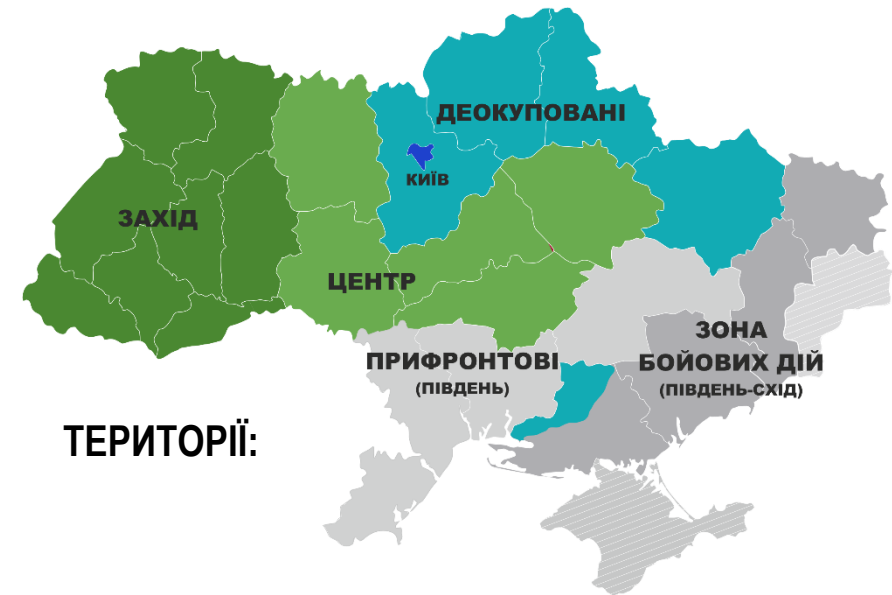 ДЕОКУПОВАНІ
КИЇВ
ЗАХІД
ЦЕНТР
ПРИФРОНТОВІ
(ПІВДЕНЬ)
ЗОНА
БОЙОВИХ ДІЙ
(ПІВДЕНЬ-СХІД)
ТЕРИТОРІЇ: